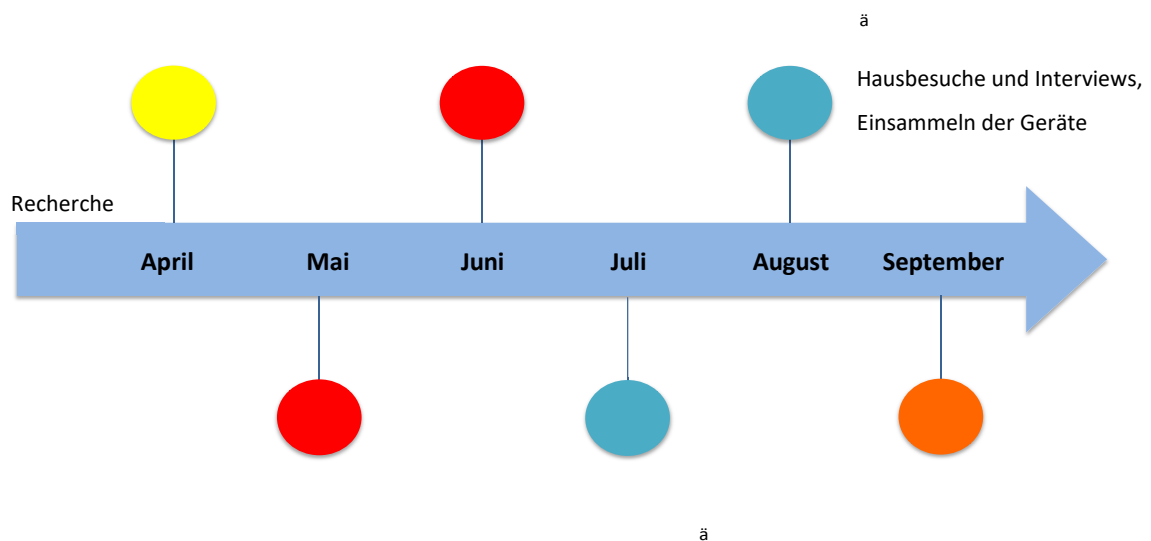 ä
Hausbesuche und Interviews,
Einsammeln der Geräte
Recherche
April Mai Juni Juli August September
ä